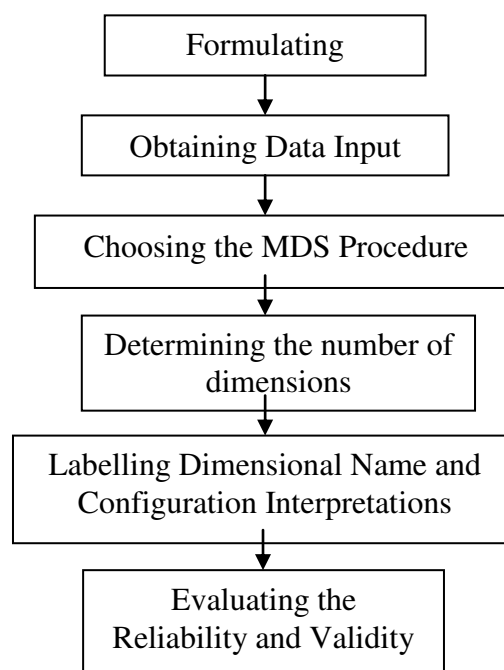 Formulating
Obtaining Data Input
Choosing the MDS Procedure
Determining the number of
dimensions
Labelling Dimensional Name and
Configuration Interpretations
Evaluating the
Reliability and Validity